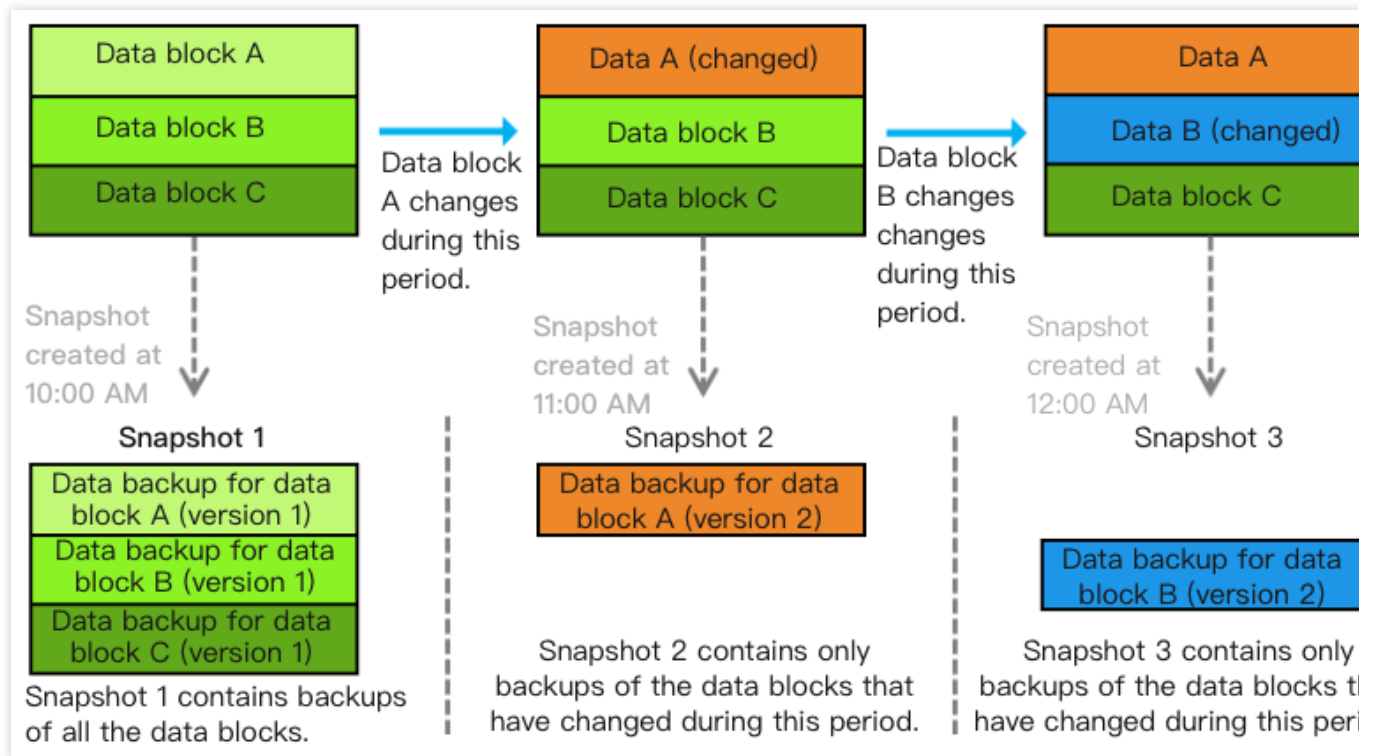 Data block A
Data block B
Data block C
Data block
A changes
during this
period.
Data A (changed)
Data block B
Data block C
Data block
B changes
changes
during this
period.
Data A
Data B (changed)
Data block C
Snapshot
created at
10:00 AM
Snapshot
created at
11:00 AM
Snapshot
created at
12:00 AM
Snapshot 1
Data backup for data
block A (version 1)
Data backup for data
block B (version 1)
Data backup for data
block C (version 1)
Snapshot 1 contains backups
of all the data blocks.
Snapshot 2
Data backup for data
block A (version 2)
Snapshot 2 contains only
backups of the data blocks that
have changed during this period.
Snapshot 3
Data backup for data
block B (version 2)
Snapshot 3 contains only
backups of the data blocks
have changed during this